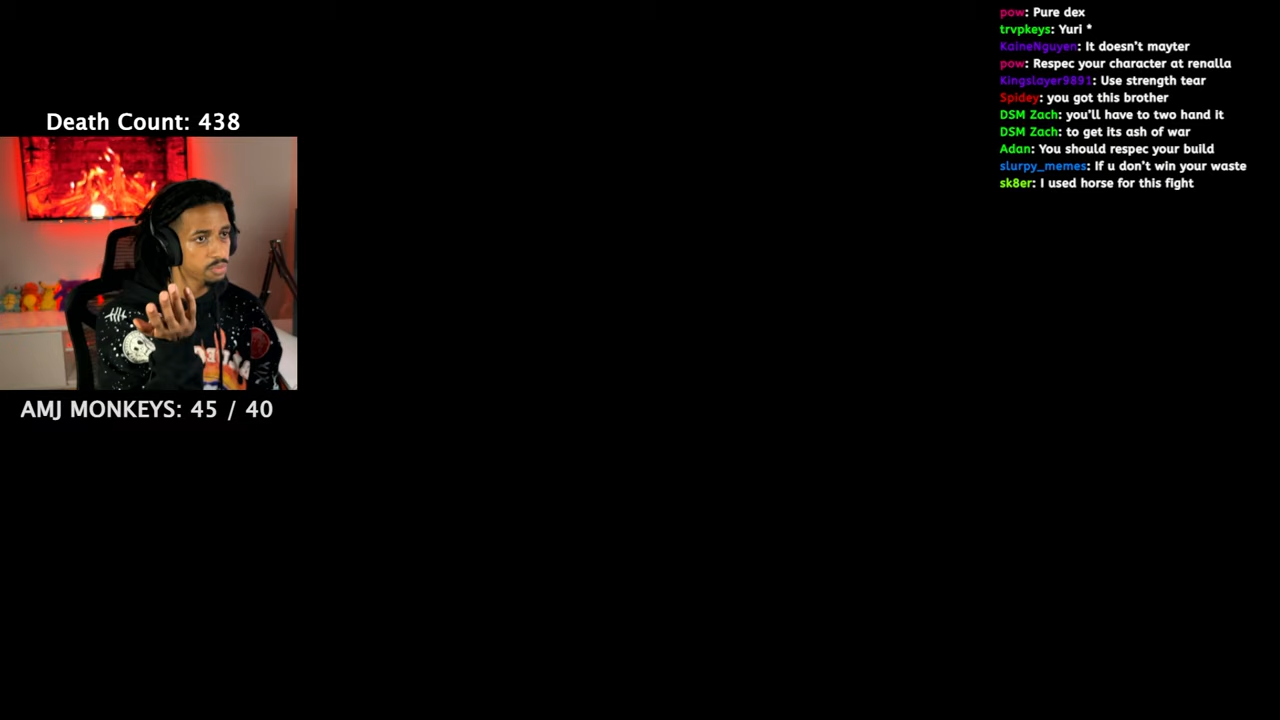 pow: Pure dex
trvpkeys: Yuri *
KaineNguyen: It doesn't mayter
pow: Respec your character at renalla
Kingslayer9891: Use strength tear
Spidey: you got this brother
DSM Zach: you'll have to two hand it
DSM Zach: to get its ash of war
Adan: You should respec your build
slurpy_memes: If u don't win your waste
sk8er: I used horse for this fight
Death Count: 438
AMJ MONKEYS: 45 / 40